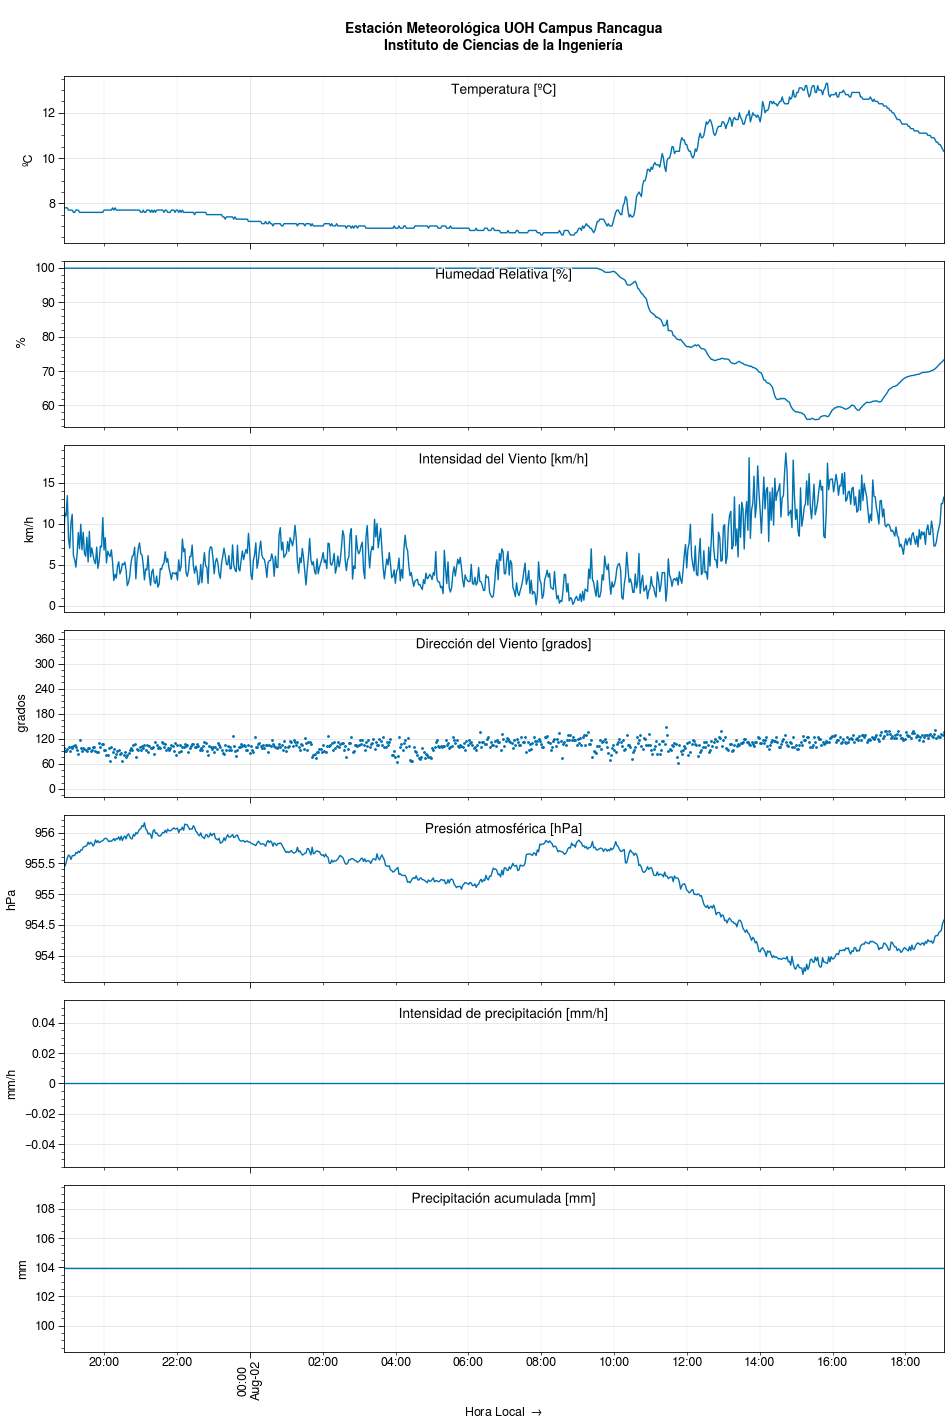 Estación Meteorológica UOH Campus Rancagua
Instituto de Ciencias de la Ingeniería
Temperatura [ºC]
ºC
12
10
8
Humedad Relativa [%]
%
100
90
80
70
60
Intensidad del Viento [km/h]
km/h
15
10
5
0
Dirección del Viento [grados]
grados
360
300
240
180
120
60
0
Presión atmosférica [hPa]
hPa
956
955.5
955
954.5
954
Intensidad de precipitación [mm/h]
mm/h
0.04
0.02
0
−0.02
−0.04
Precipitación acumulada [mm]
mm
108
106
104
102
100
20:00 22:00 00:00 02:00 04:00 06:00 08:00 10:00 12:00 14:00 16:00 18:00
Aug-02
Hora Local →